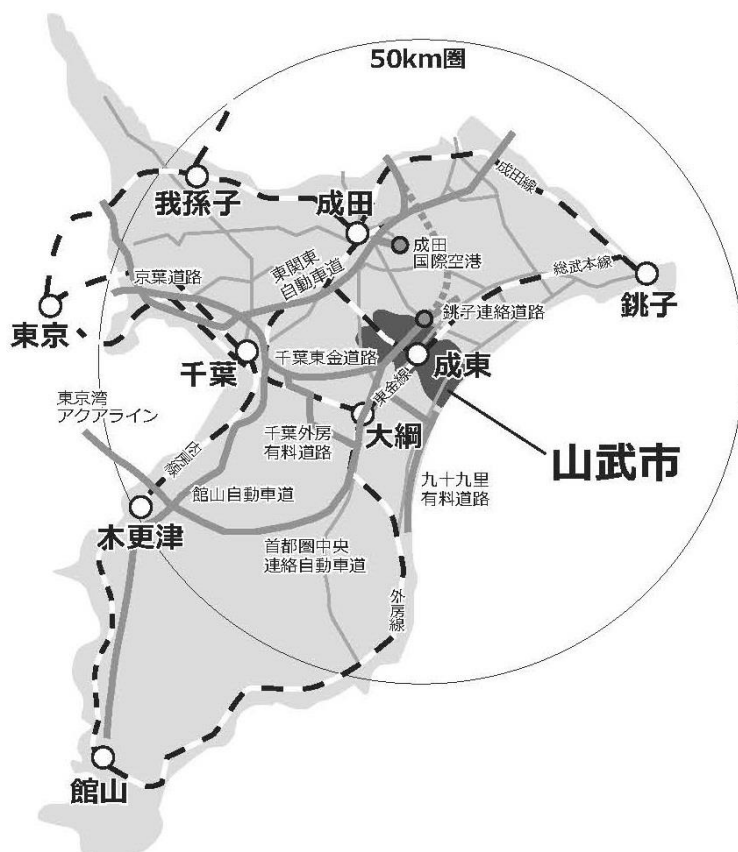 50km圏
我孫子
成田
成田線
成田
国際空港
東関東
自動車道
京葉道路
総武本線
銚子
東京
銚子連絡道路
千葉
千葉東金道路
成東
東金線
東京湾
アクアライン
大網
千葉外房
有料道路
山武市
内房線
館山自動車道
九十九里
有料道路
木更津
首都圏中央
連絡自動車道
外房線
館山